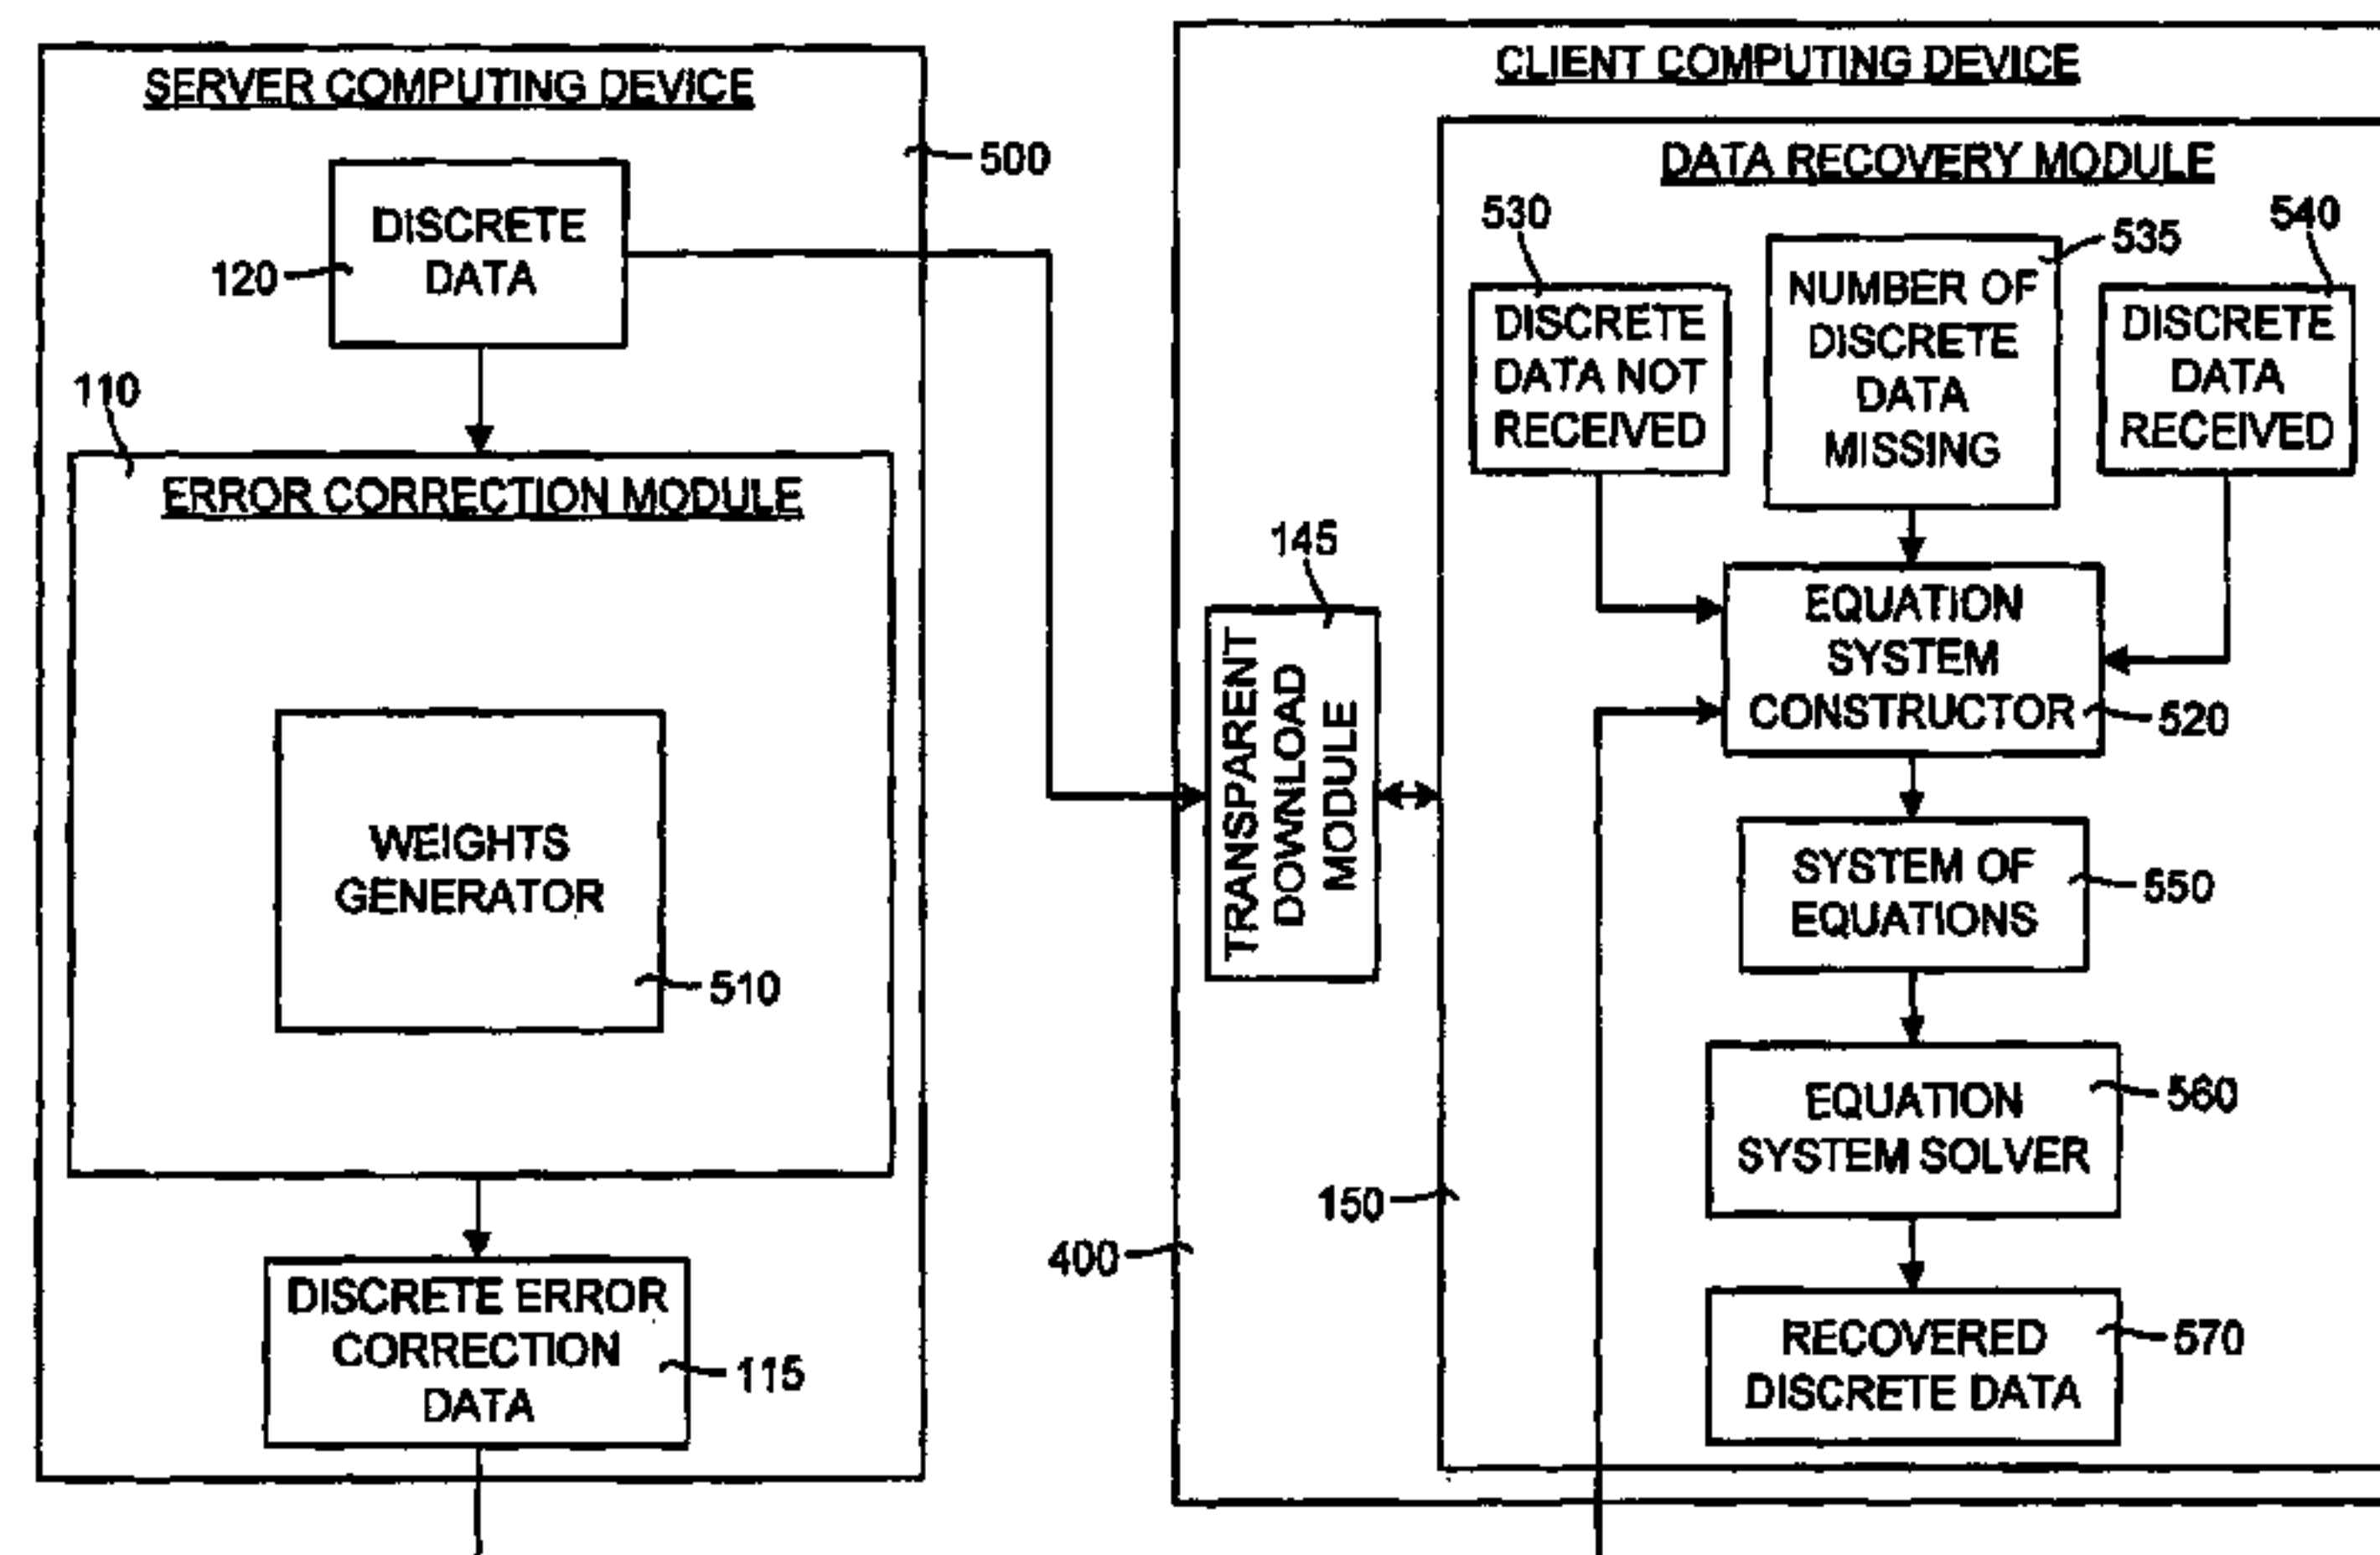 SERVER COMPUTING DEVICE
500
DISCRETE
DATA
120
110
ERROR CORRECTION MODULE
WEIGHTS
GENERATOR
510
DISCRETE ERROR
CORRECTION
DATA
115
CLIENT COMPUTING DEVICE
400
TRANSPARENT
DOWNLOAD
MODULE
145
DATA RECOVERY MODULE
150
530
DISCRETE
DATA NOT
RECEIVED
535
NUMBER OF
DISCRETE
DATA
MISSING
540
DISCRETE
DATA
RECEIVED
EQUATION
SYSTEM
CONSTRUCTOR
520
SYSTEM OF
EQUATIONS
550
EQUATION
SYSTEM SOLVER
560
RECOVERED
DISCRETE DATA
570